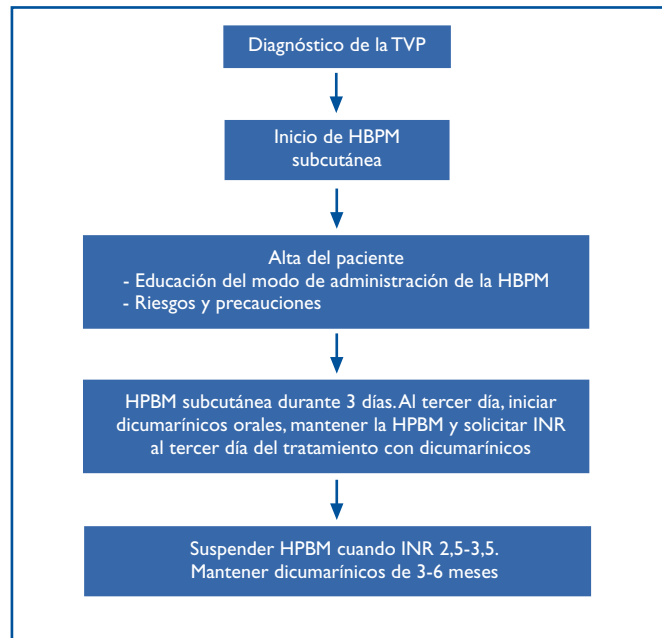 Diagnóstico de la TVP
Inicio de HBPM
subcutánea
Alta del paciente
- Educación del modo de administración de la HBPM
- Riesgos y precauciones
HPBM subcutánea durante 3 días. Al tercer día, iniciar
dicumarínicos orales, mantener la HPBM y solicitar INR
al tercer día del tratamiento con dicumarínicos
Suspender HPBM cuando INR 2,5-3,5.
Mantener dicumarínicos de 3-6 meses